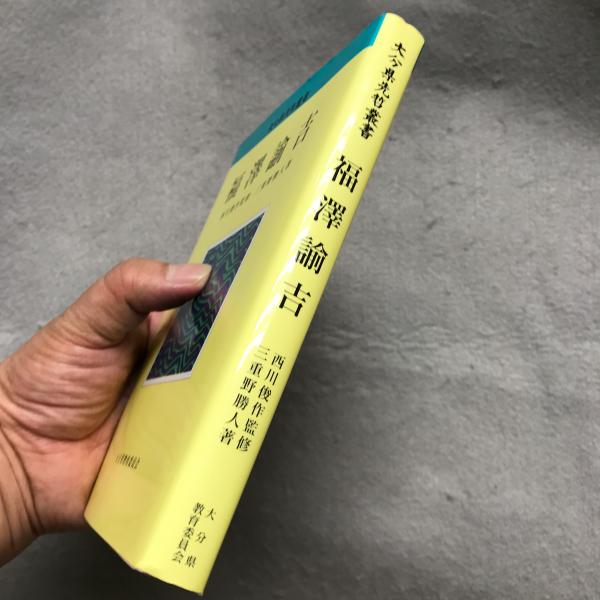 大分県先哲叢書
福澤諭吉
西川俊作監修
三重野勝人著
大分県
教育委員会
福澤諭吉